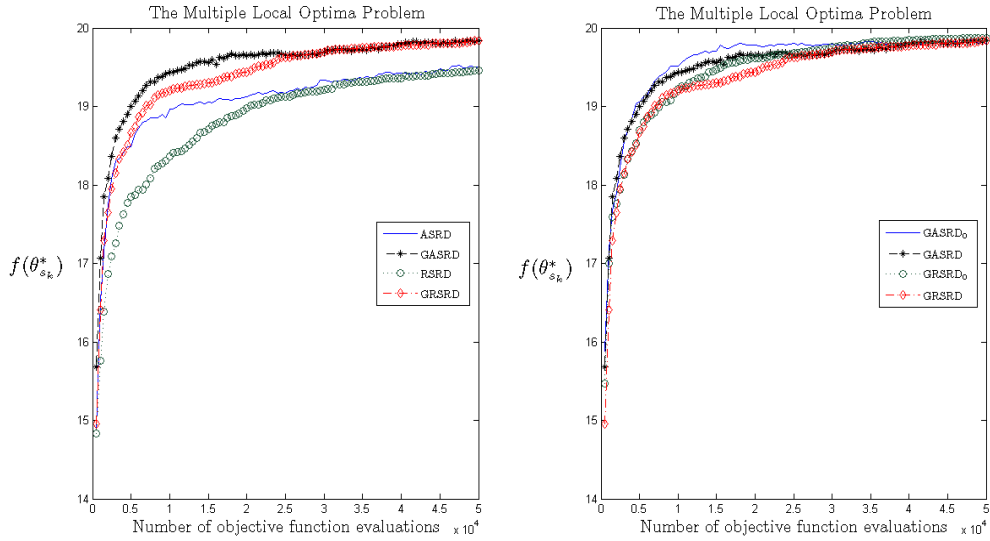 The Multiple Local Optima Problem
20
19
18
17
16
15
14
f(θ*sₖ)
ASRD
GASRD
RSRD
GRSRD
0 0.5 1 1.5 2 2.5 3 3.5 4 4.5 5
× 10⁴
Number of objective function evaluations
The Multiple Local Optima Problem
20
19
18
17
16
15
14
f(θ*sₖ)
GASRD₀
GASRD
GRSRD₀
GRSRD
0 0.5 1 1.5 2 2.5 3 3.5 4 4.5 5
× 10⁴
Number of objective function evaluations